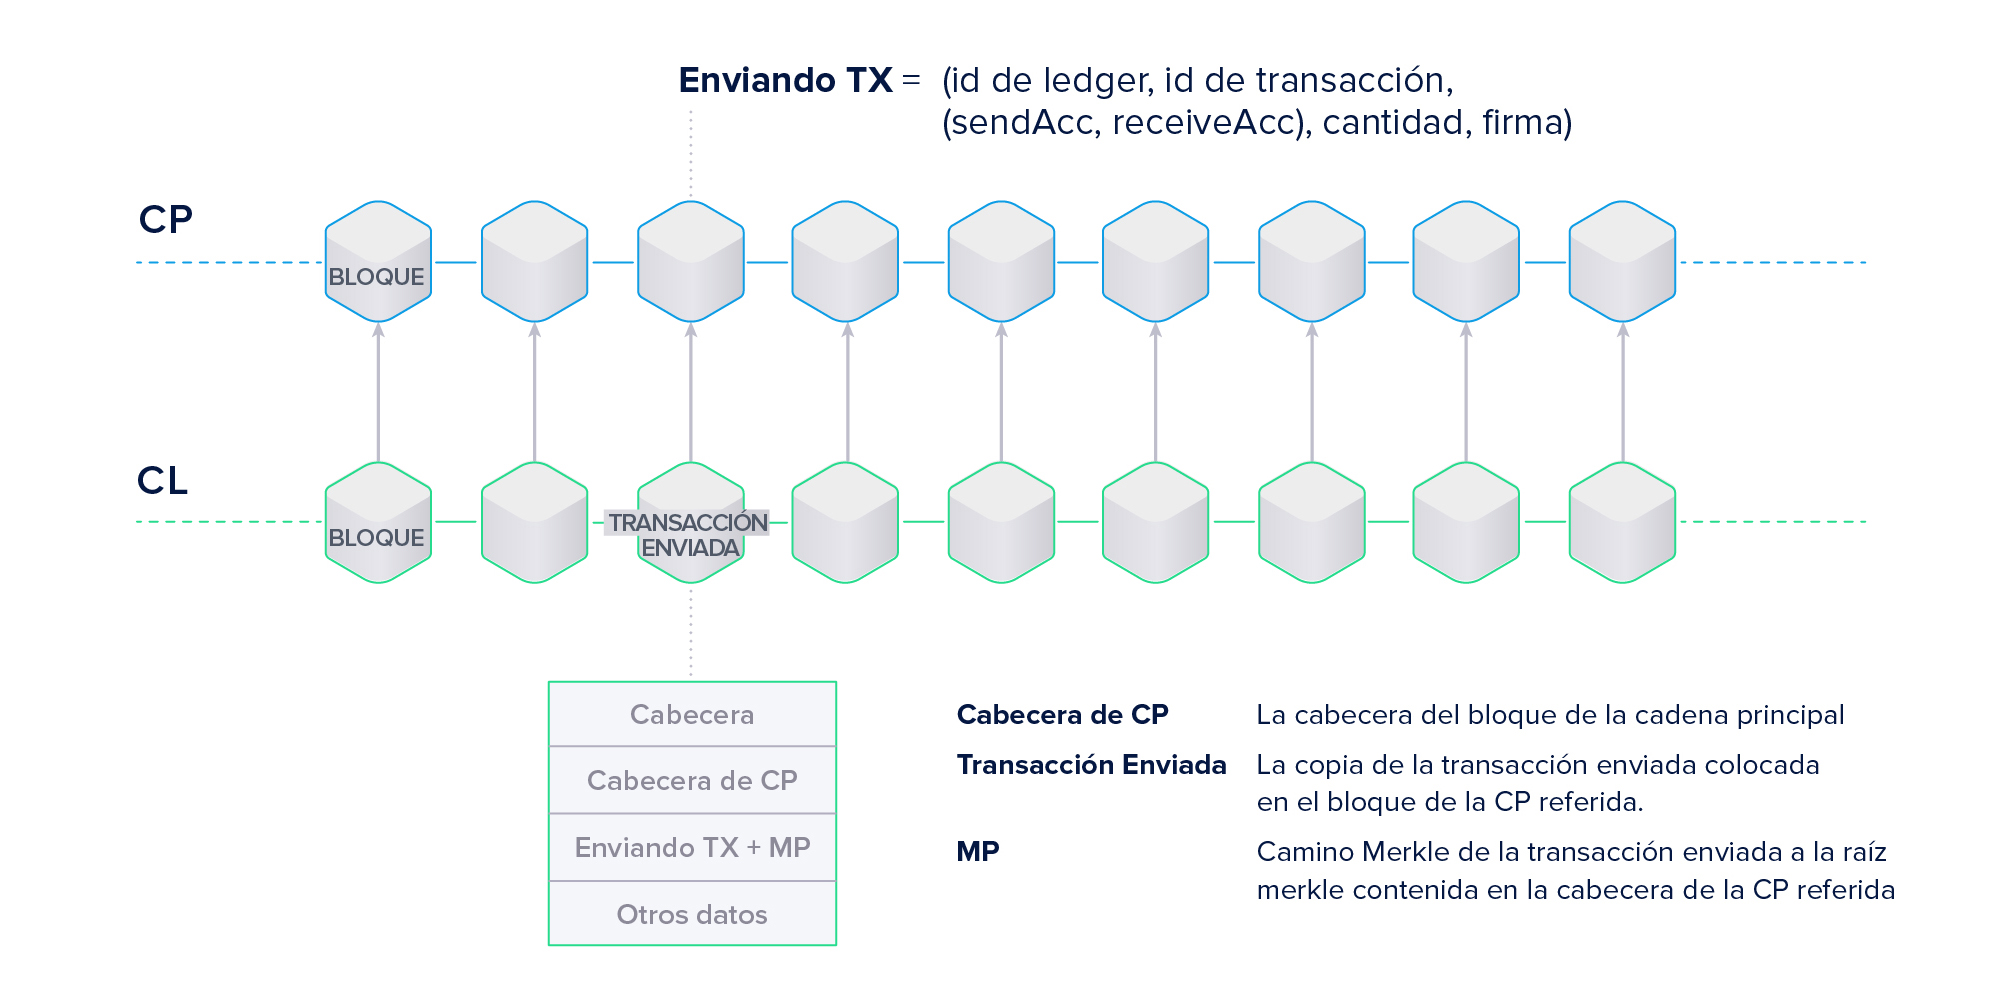 Enviando TX = (id de ledger, id de transacción,
(sendAcc, receiveAcc), cantidad, firma)
CP
BLOQUE
CL
BLOQUE
TRANSACCIÓN
ENVIADA
Cabecera
Cabecera de CP
Enviando TX + MP
Otros datos
Cabecera de CP La cabecera del bloque de la cadena principal
Transacción Enviada La copia de la transacción enviada colocada
en el bloque de la CP referida.
MP Camino Merkle de la transacción enviada a la raíz
merkle contenida en la cabecera de la CP referida